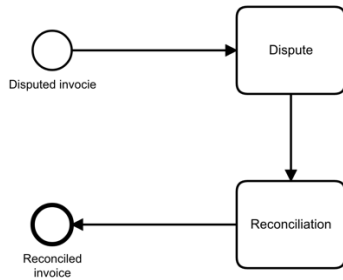 Dispute
Disputed invocie
Reconciliation
Reconciled
invoice